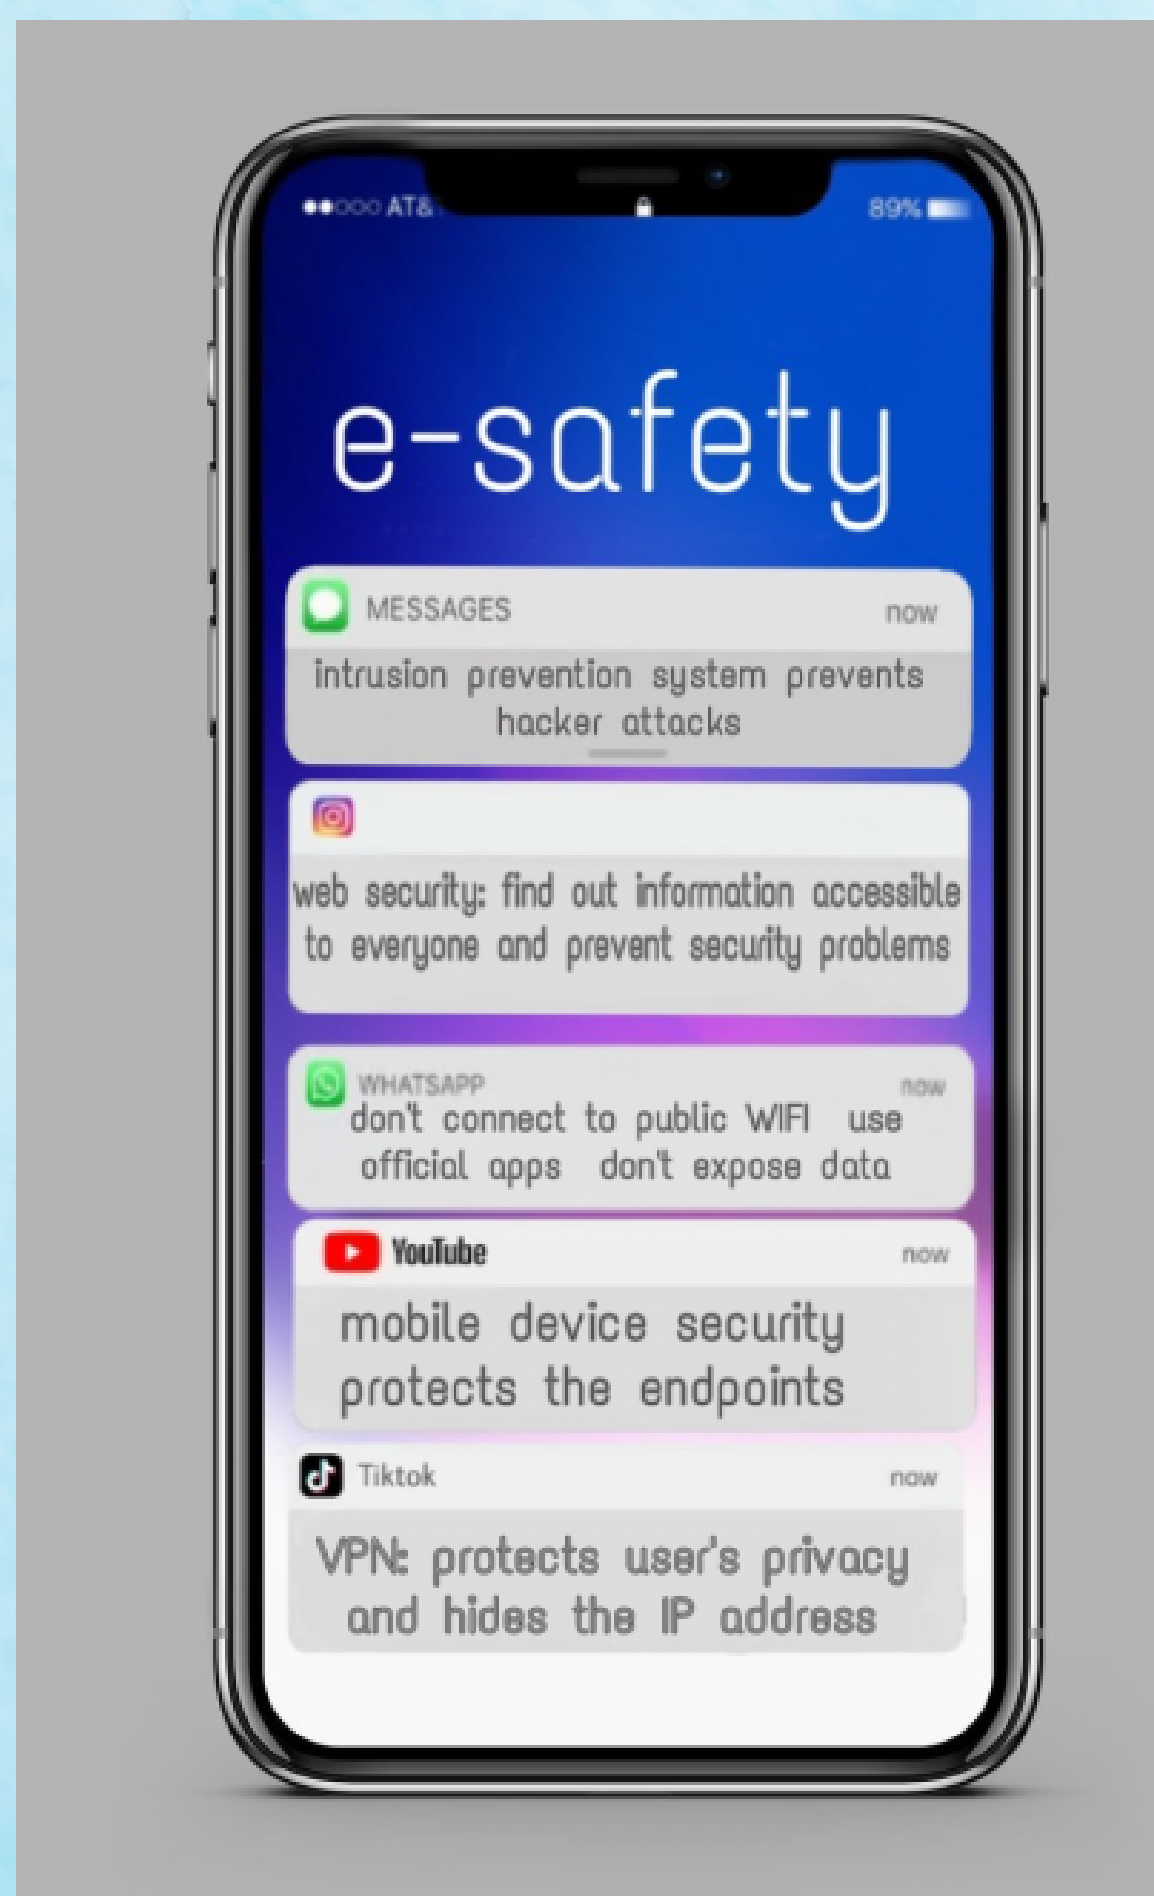 AT&
89%
e-safety
MESSAGES now
intrusion prevention system prevents
hacker attacks
web security: find out information accessible
to everyone and prevent security problems
WHATSAPP now
don't connect to public WIFI use
official apps don't expose data
YouTube now
mobile device security
protects the endpoints
Tiktok now
VPN: protects user's privacy
and hides the IP address